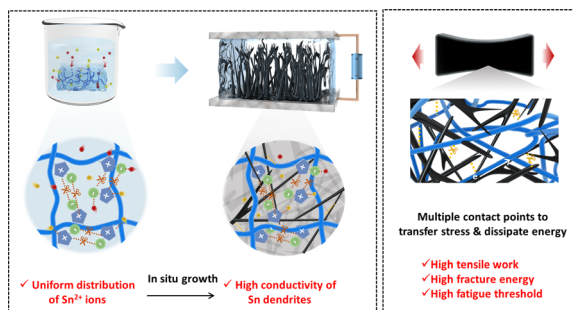 ✓ Uniform distribution
of Sn²⁺ ions
In situ growth
✓ High conductivity of
Sn dendrites
Multiple contact points to
transfer stress & dissipate energy
✓High tensile work
✓High fracture energy
✓High fatigue threshold